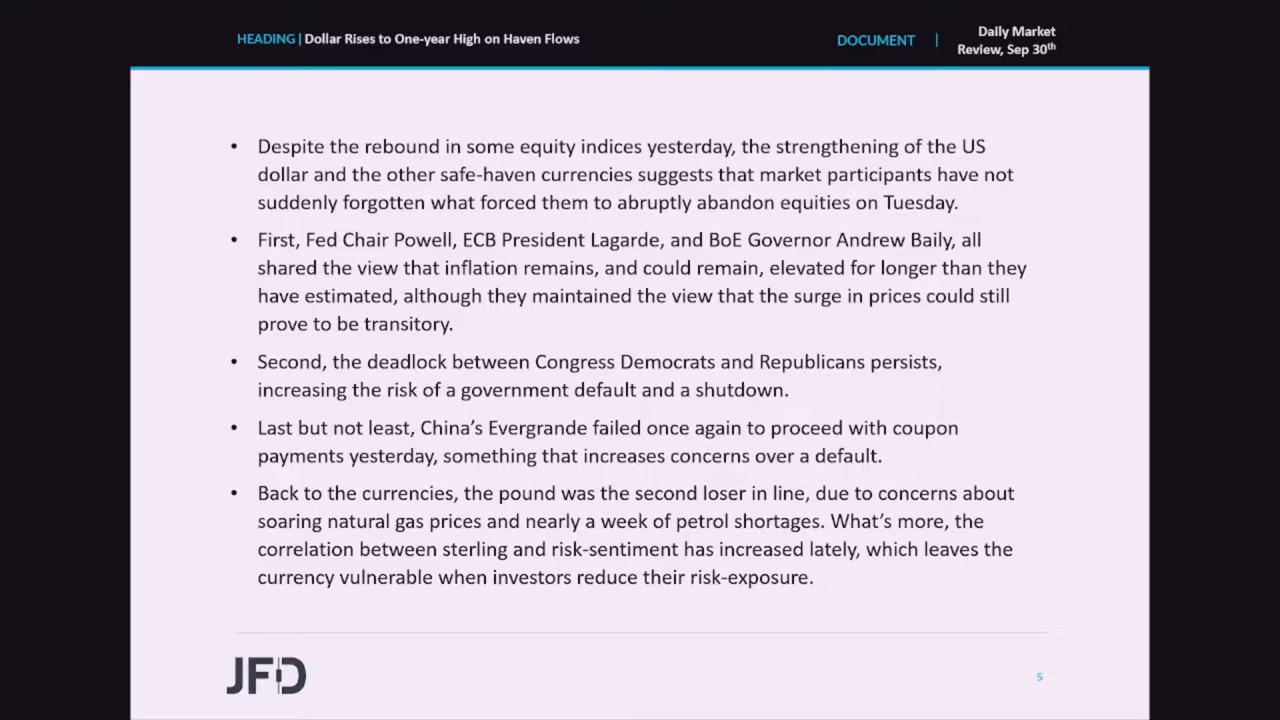 HEADING | Dollar Rises to One-year High on Haven Flows
DOCUMENT | Daily Market
Review, Sep 30th
• Despite the rebound in some equity indices yesterday, the strengthening of the US
dollar and the other safe-haven currencies suggests that market participants have not
suddenly forgotten what forced them to abruptly abandon equities on Tuesday.
• First, Fed Chair Powell, ECB President Lagarde, and BoE Governor Andrew Baily, all
shared the view that inflation remains, and could remain, elevated for longer than they
have estimated, although they maintained the view that the surge in prices could still
prove to be transitory.
• Second, the deadlock between Congress Democrats and Republicans persists,
increasing the risk of a government default and a shutdown.
• Last but not least, China's Evergrande failed once again to proceed with coupon
payments yesterday, something that increases concerns over a default.
• Back to the currencies, the pound was the second loser in line, due to concerns about
soaring natural gas prices and nearly a week of petrol shortages. What's more, the
correlation between sterling and risk-sentiment has increased lately, which leaves the
currency vulnerable when investors reduce their risk-exposure.
JFD
5